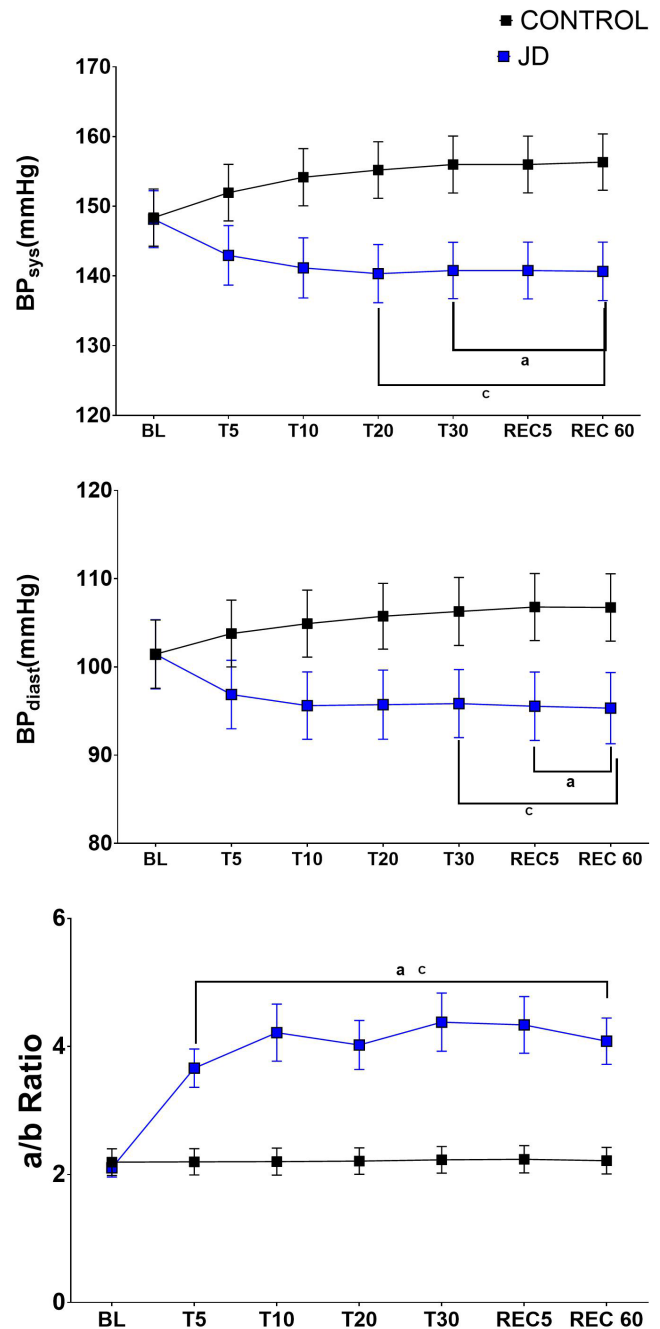 CONTROL
JD
170
160
150
140
130
120
BPsys(mmHg)
a
c
BL T5 T10 T20 T30 REC5 REC 60
120
110
100
90
80
BPdiast(mmHg)
a
c
BL T5 T10 T20 T30 REC5 REC 60
6
4
2
0
a/b Ratio
a c
BL T5 T10 T20 T30 REC5 REC 60